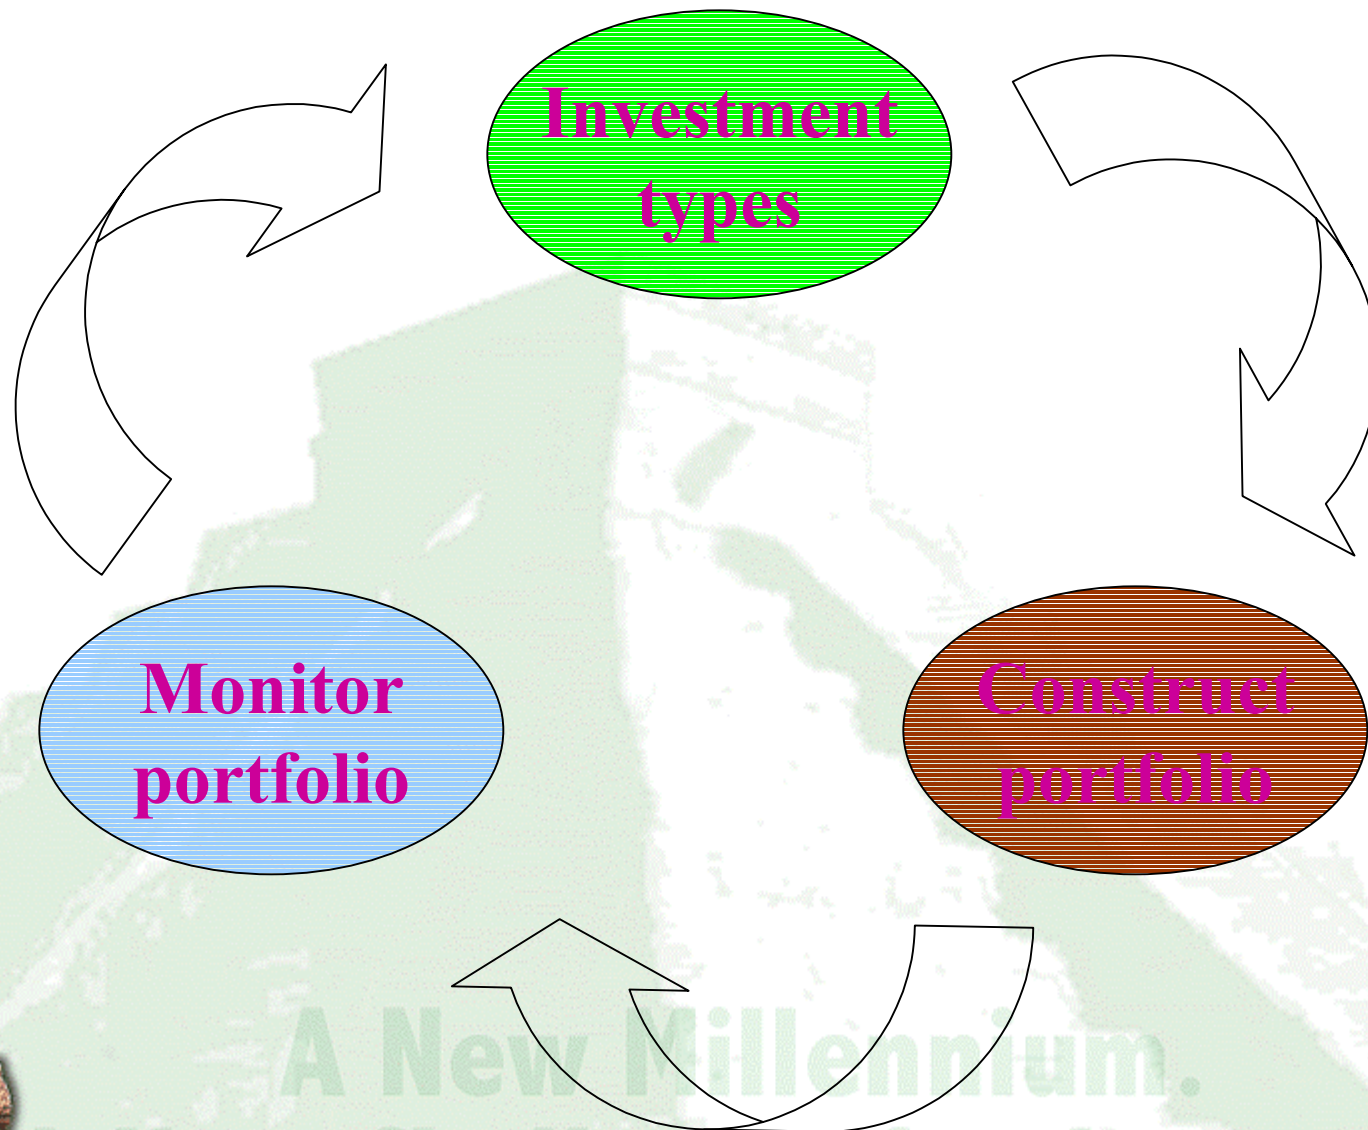 Investment
types
Monitor
portfolio
Construct
portfolio
A New Millennium.